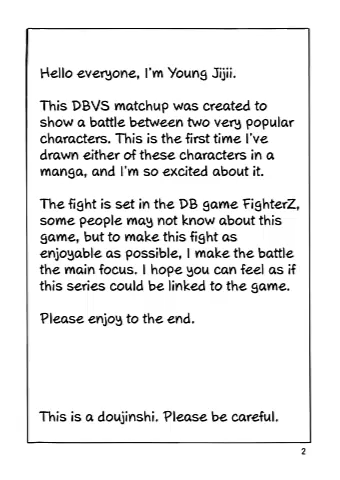 Hello everyone, I'm Young Jijii.
This DBVS matchup was created to
show a battle between two very popular
characters. This is the first time I've
drawn either of these characters in a
manga, and I'm so excited about it.
The fight is set in the DB game FighterZ,
some people may not know about this
game, but to make this fight as
enjoyable as possible, I make the battle
the main focus. I hope you can feel as if
this series could be linked to the game.
Please enjoy to the end.
This is a doujinshi. Please be careful.
2